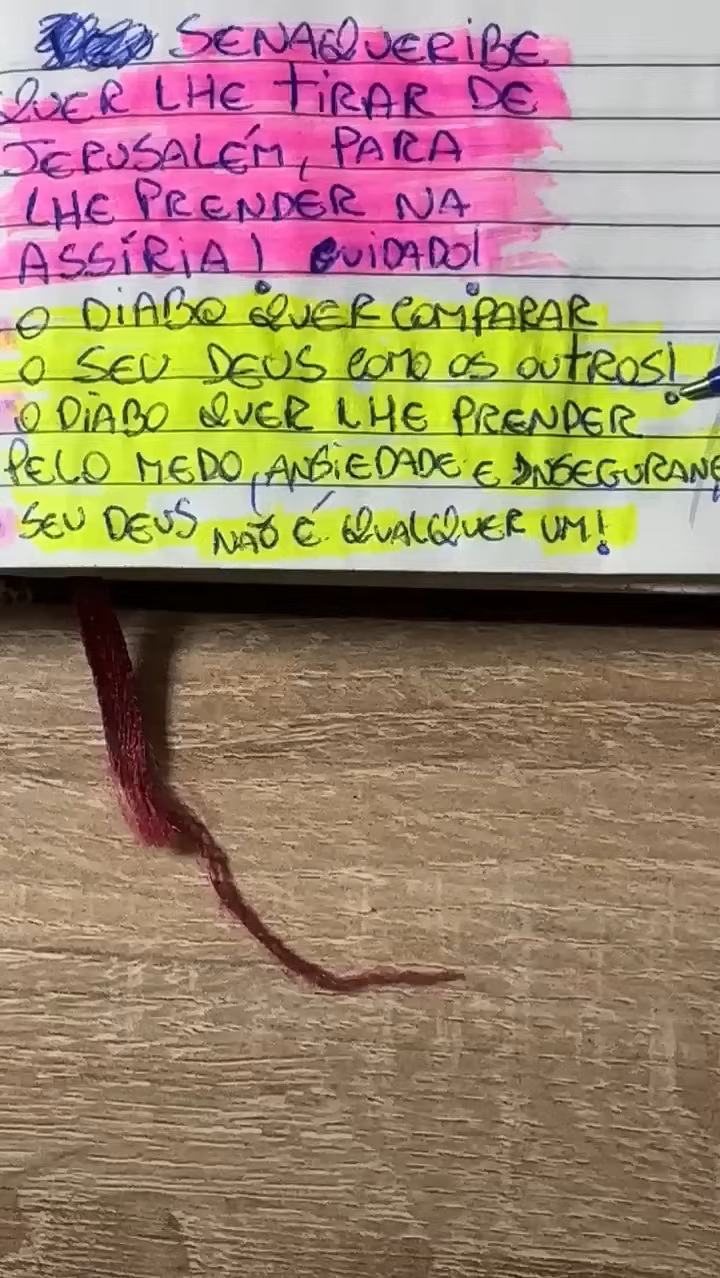 SENAQUERIBE
QUER LHE TIRAR DE
JERUSALÉM, PARA
LHE PRENDER NA
ASSÍRIA! CUIDADO!
O DIABO QUER COMPARAR
O SEU DEUS COMO OS OUTROS!
O DIABO QUER LHE PRENDER
PELO MEDO, ANSIEDADE E
SEU DEUS NÃO É QUALQUER UM!